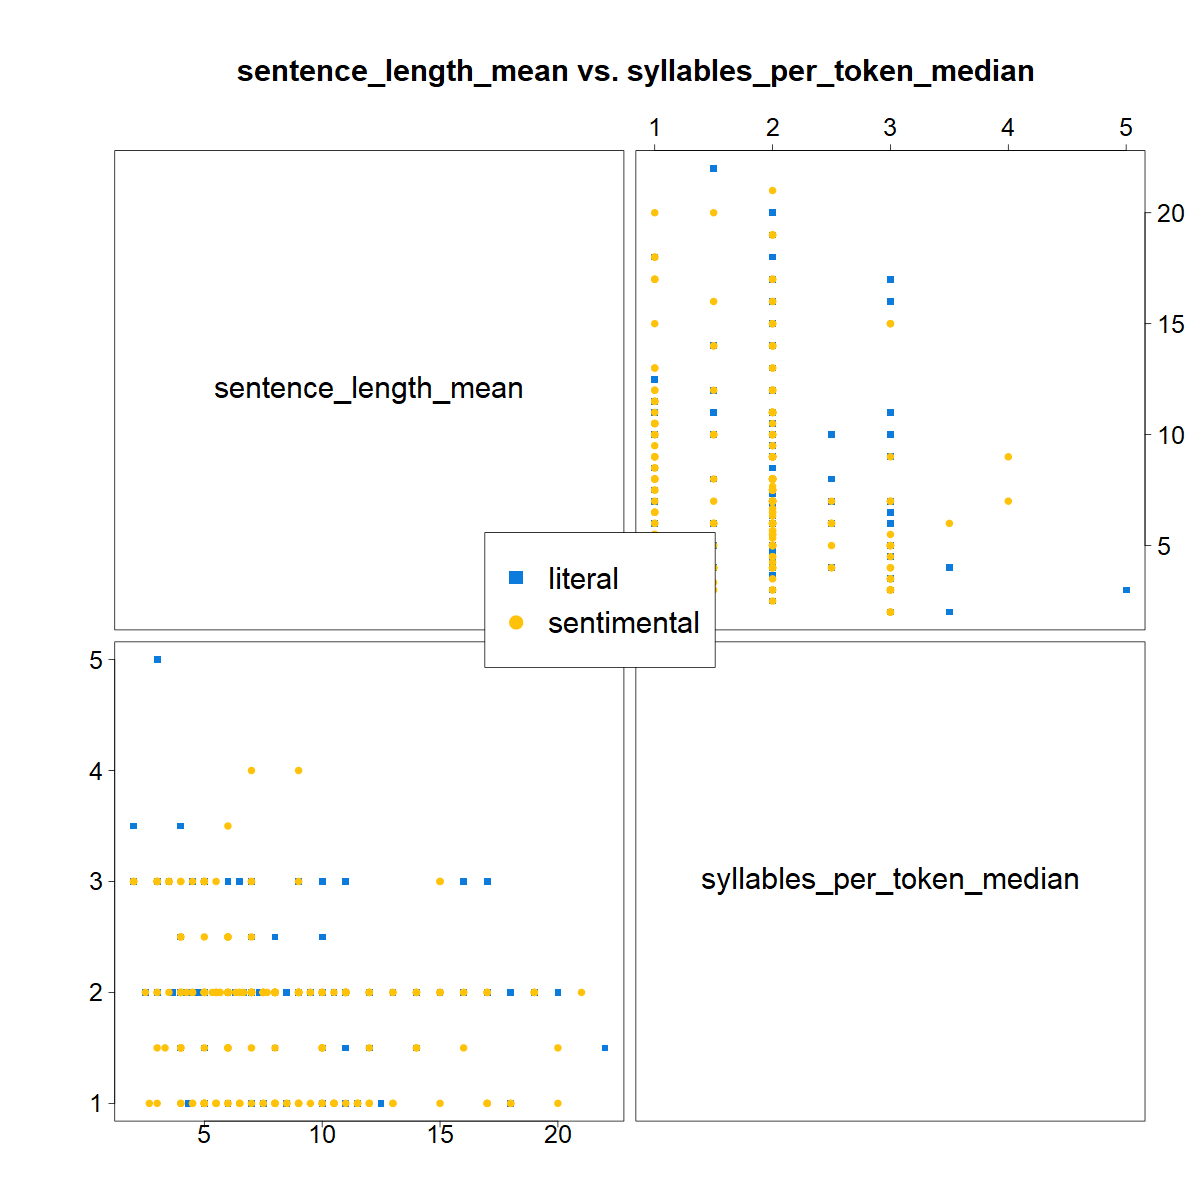 sentence_length_mean vs. syllables_per_token_median
1 2 3 4 5
sentence_length_mean
20
15
10
5
literal
sentimental
5
4
3
2
1
syllables_per_token_median
5 10 15 20